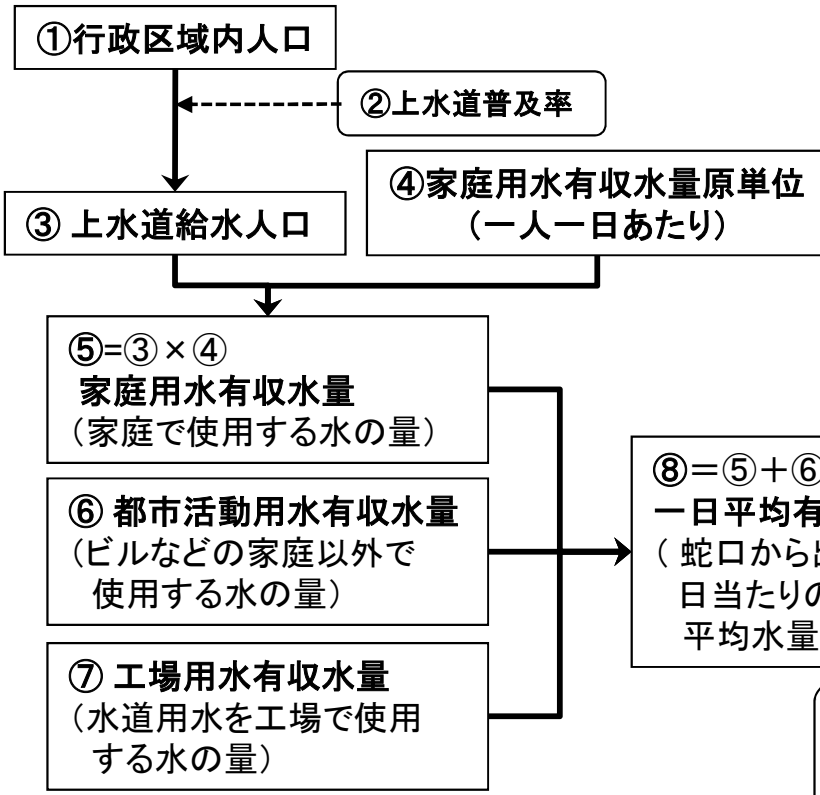 ①行政区域内人口
②上水道普及率
③ 上水道給水人口
④家庭用水有収水量原単位
(一人一日あたり)
⑤=③×④
家庭用水有収水量
(家庭で使用する水の量)
⑥ 都市活動用水有収水量
(ビルなどの家庭以外で
使用する水の量)
⑦ 工場用水有収水量
(水道用水を工場で使用
する水の量)
⑧=⑤+⑥
一日平均有
( 蛇口から
日当たりの
平均水量